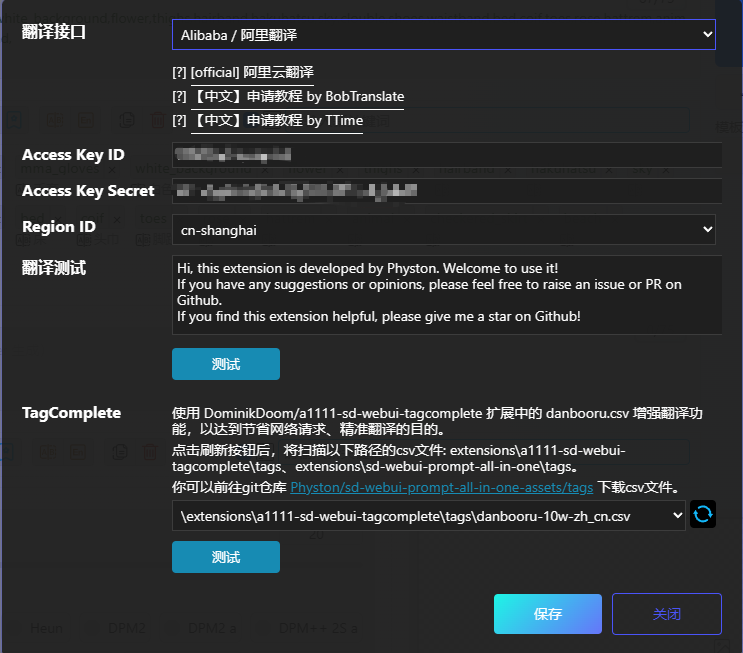 翻译接口
Alibaba / 阿里翻译
[?] [official] 阿里云翻译
[?] 【中文】申请教程 by BobTranslate
[?] 【中文】申请教程 by TTime
Access Key ID
Access Key Secret
Region ID
cn-shanghai
翻译测试
Hi, this extension is developed by Physton. Welcome to use it!
If you have any suggestions or opinions, please feel free to raise an issue or PR on
Github.
If you find this extension helpful, please give me a star on Github!
测试
TagComplete
使用 DominikDoom/a1111-sd-webui-tagcomplete 扩展中的 danbooru.csv 增强翻译功
能，以达到节省网络请求、精准翻译的目的。
点击刷新按钮后，将扫描以下路径的csv文件: extensions\a1111-sd-webui-
tagcomplete\tags、extensions\sd-webui-prompt-all-in-one\tags。
你可以前往git仓库 Physton/sd-webui-prompt-all-in-one-assets/tags 下载csv文件。
\extensions\a1111-sd-webui-tagcomplete\tags\danbooru-10w-zh_cn.csv
测试
20
保存
关闭
Heun DPM2 DPM2 a DPM++ 2S a